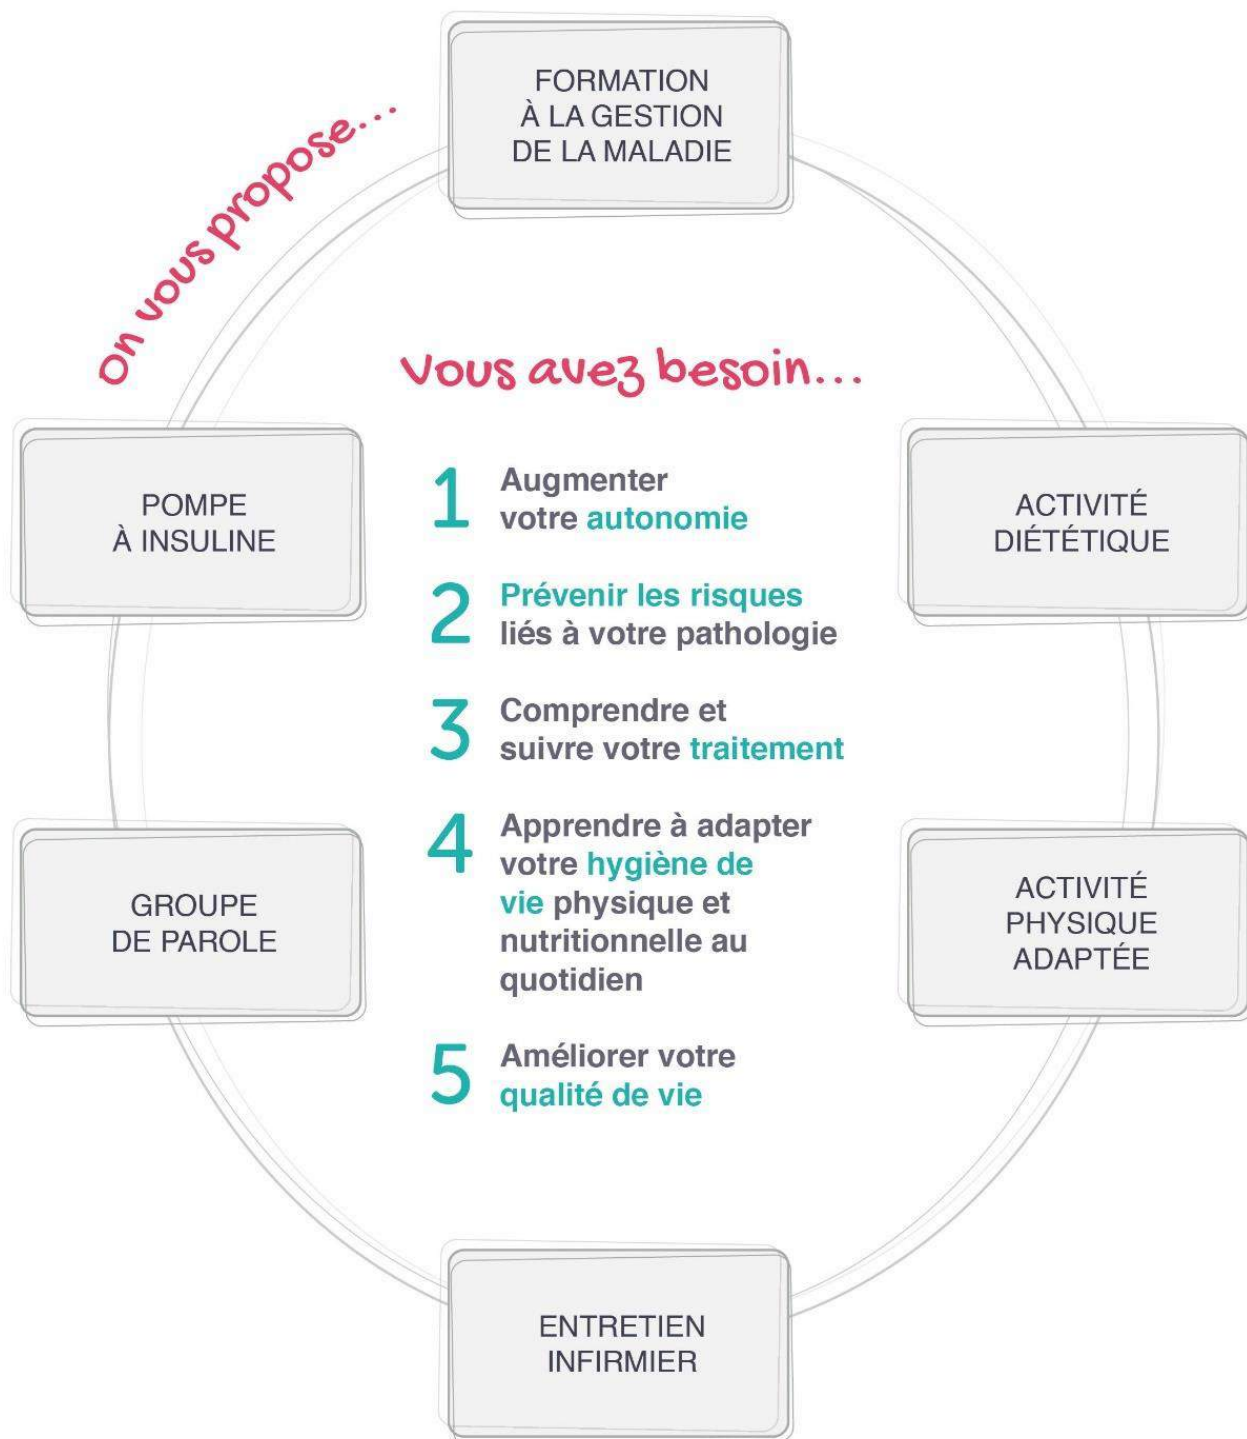 On vous propose...
FORMATION
À LA GESTION
DE LA MALADIE
Vous avez besoin...
POMPE
À INSULINE
1
Augmenter
votre autonomie
2
Prévenir les risques
liés à votre pathologie
3
Comprendre et
suivre votre traitement
4
Apprendre à adapter
votre hygiène de
vie physique et
nutritionnelle au
quotidien
5
Améliorer votre
qualité de vie
ACTIVITÉ
DIÉTÉTIQUE
GROUPE
DE PAROLE
ACTIVITÉ
PHYSIQUE
ADAPTÉE
ENTRETIEN
INFIRMIER